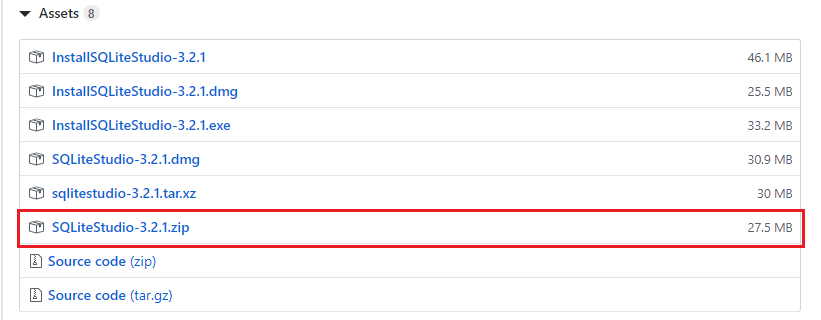 Assets 8
InstallSQLiteStudio-3.2.1 46.1 MB
InstallSQLiteStudio-3.2.1.dmg 25.5 MB
InstallSQLiteStudio-3.2.1.exe 33.2 MB
SQLiteStudio-3.2.1.dmg 30.9 MB
sqlitestudio-3.2.1.tar.xz 30 MB
SQLiteStudio-3.2.1.zip 27.5 MB
Source code (zip)
Source code (tar.gz)